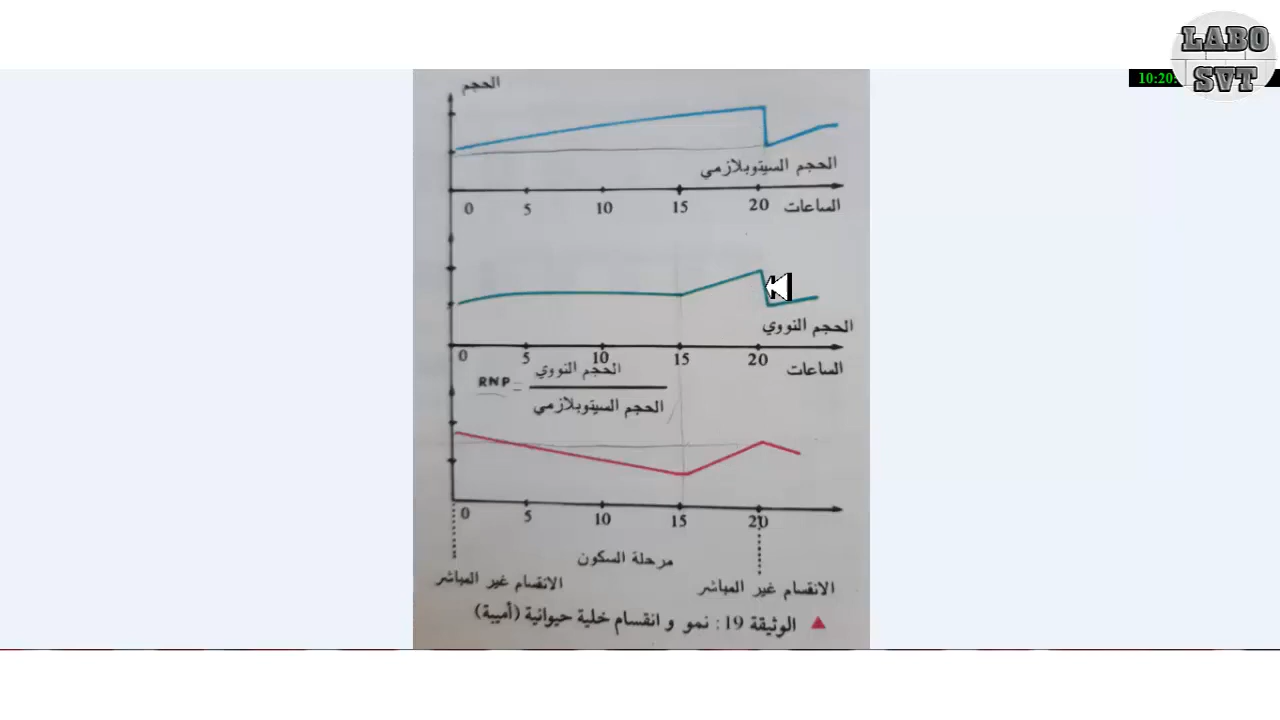 LABO
SVT
10:20:
الحجم
الحجم السيتوبلازمي
0 5 10 15 20 الساعات
الحجم النووي
0 5 10 15 20 الساعات
RNP = الحجم النووي
الحجم السيتوبلازمي
0 5 10 15 20
مرحلة السكون
الانقسام غير المباشر الانقسام غير المباشر
▲ الوثيقة 19: نمو و انقسام خلية حيوانية (أميبة)